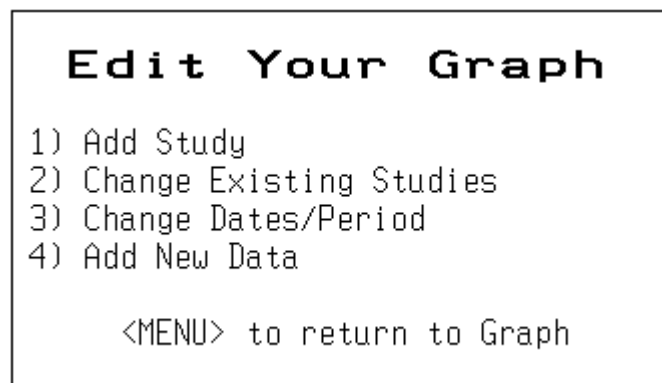 Edit Your Graph
1) Add Study
2) Change Existing Studies
3) Change Dates/Period
4) Add New Data
<MENU> to return to Graph